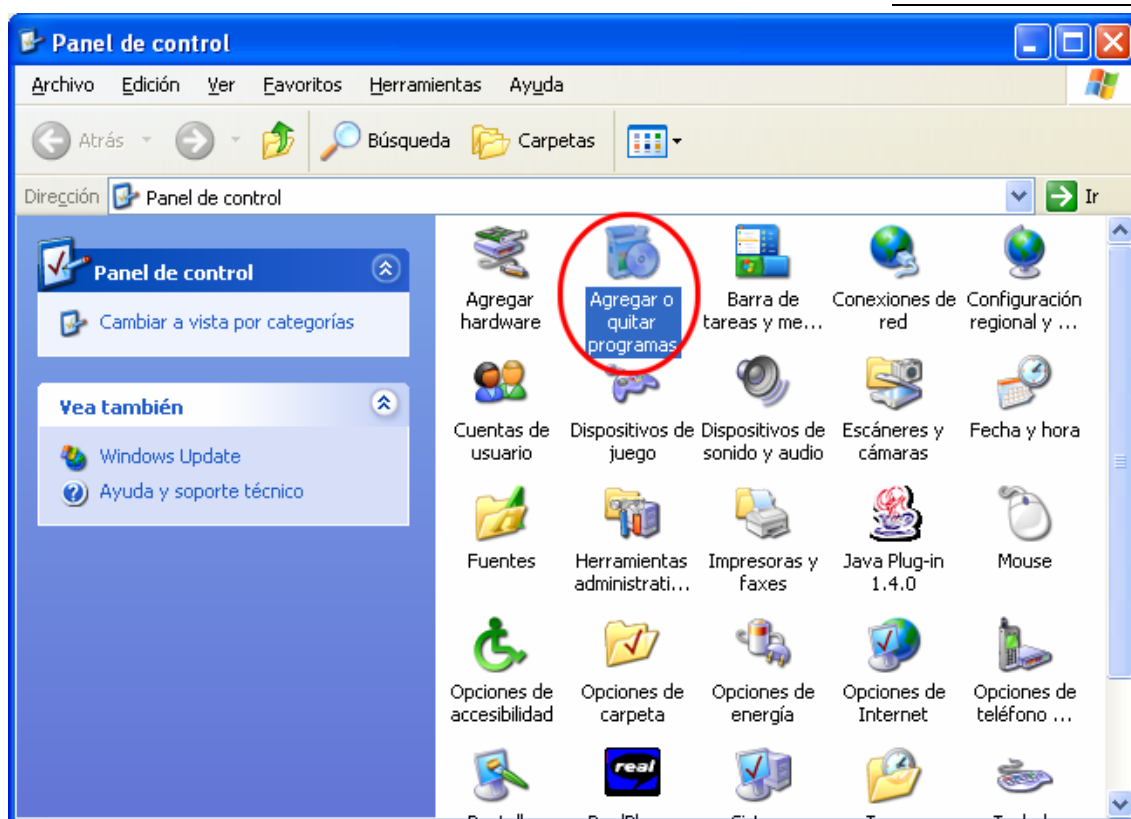 Panel de control
Archivo Edición Ver Favoritos Herramientas Ayuda
Atrás Búsqueda Carpetas
Dirección Panel de control Ir
Panel de control
Cambiar a vista por categorías
Vea también
Windows Update
Ayuda y soporte técnico
Agregar
hardware
Agregar o
quitar
programas
Barra de
tareas y me...
Conexiones de
red
Configuración
regional y ...
Cuentas de
usuario
Dispositivos de
juego
Dispositivos de
sonido y audio
Escáneres y
cámaras
Fecha y hora
Fuentes
Herramientas
administrati...
Impresoras y
faxes
Java Plug-in
1.4.0
Mouse
Opciones de
accesibilidad
Opciones de
carpeta
Opciones de
energía
Opciones de
Internet
Opciones de
teléfono ...
real